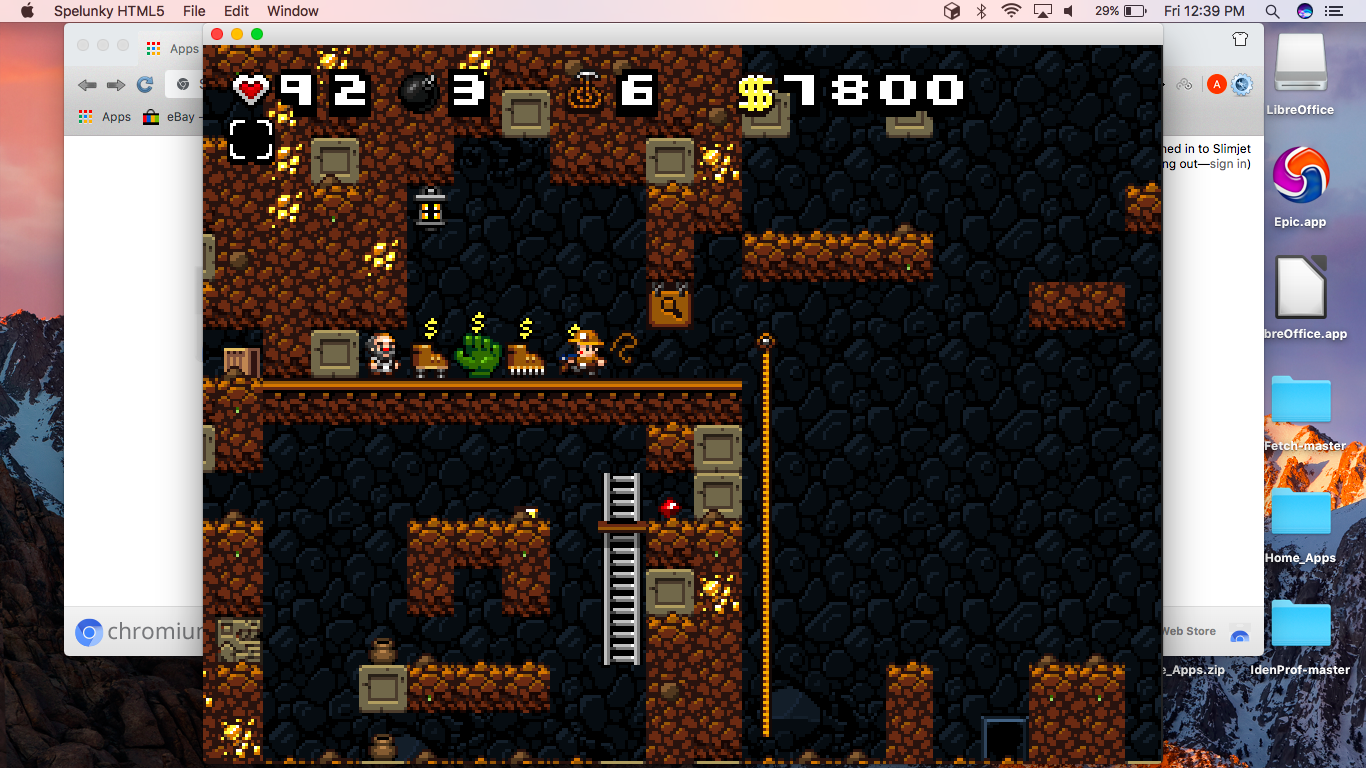 Spelunky HTML5 File Edit Window 29% Fri 12:39 PM
Apps
Apps eBay
92 3 6 $7800
A
ned in to Slimjet
ng out—sign in)
$ $ $
LibreOffice
Epic.app
breOffice.app
Fetch-master
Home_Apps
chromiu
Web Store
e_Apps.zip IdenProf-master